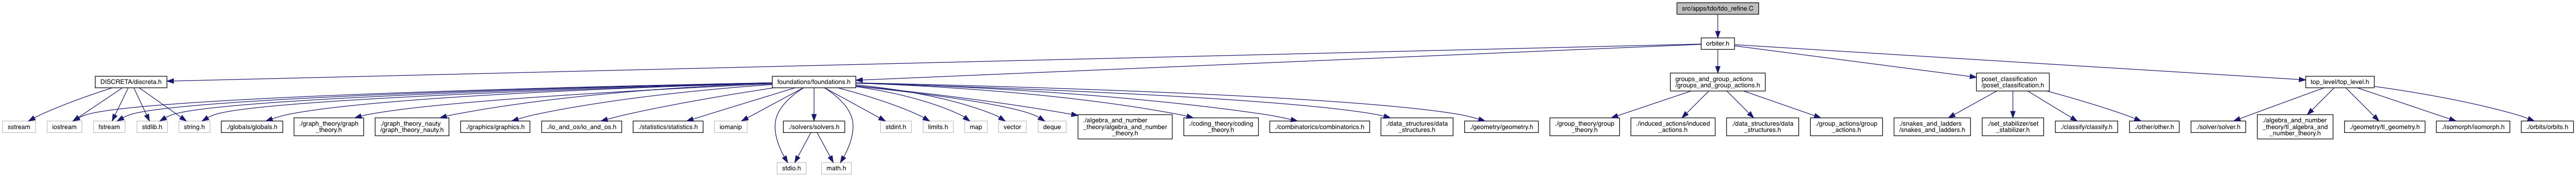 src/apps/tdo/tdo_refine.C
orbiter.h
DISCRETA/discreta.h
foundations/foundations.h
groups_and_group_actions
/groups_and_group_actions.h
poset_classification
/poset_classification.h
top_level/top_level.h
sstream
iostream
fstream
stdlib.h
string.h
./globals/globals.h
./graph_theory/graph
_theory.h
./graph_theory_nauty
/graph_theory_nauty.h
./graphics/graphics.h
./io_and_os/io_and_os.h
./statistics/statistics.h
iomanip
./solvers/solvers.h
stdint.h
limits.h
map
vector
deque
./algebra_and_number
_theory/algebra_and_number
_theory.h
./coding_theory/coding
_theory.h
./combinatorics/combinatorics.h
./data_structures/data
_structures.h
./geometry/geometry.h
./group_theory/group
_theory.h
./induced_actions/induced
_actions.h
./data_structures/data
_structures.h
./group_actions/group
_actions.h
./snakes_and_ladders
/snakes_and_ladders.h
./set_stabilizer/set
_stabilizer.h
./classify/classify.h
./other/other.h
./solver/solver.h
./algebra_and_number
_theory/tl_algebra_and
_number_theory.h
./geometry/tl_geometry.h
./isomorph/isomorph.h
./orbits/orbits.h
stdio.h
math.h